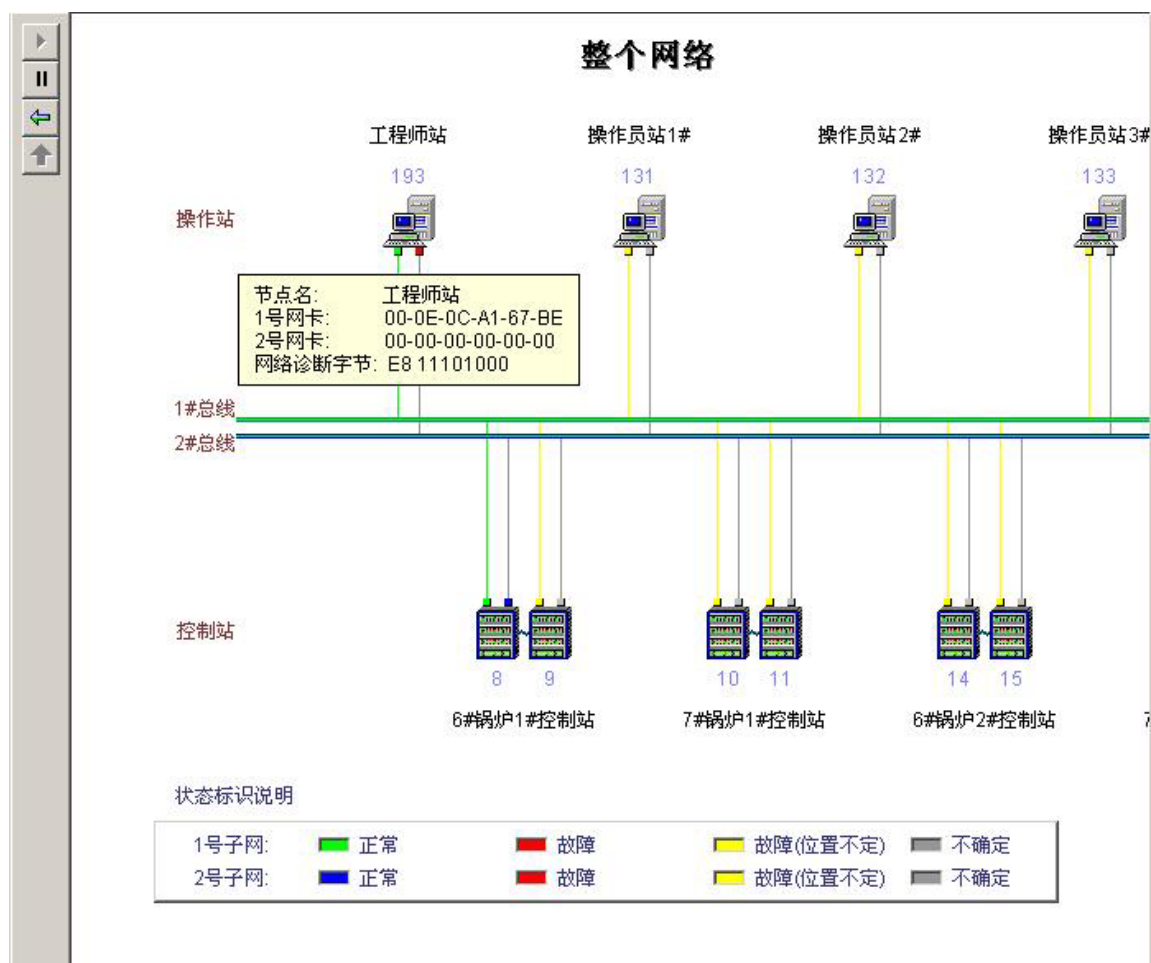 整个网络
工程师站 操作员站1# 操作员站2# 操作员站3#
193 131 132 133
操作站
节点名: 工程师站
1号网卡: 00-0E-0C-A1-67-BE
2号网卡: 00-00-00-00-00-00
网络诊断字节: E8 11101000
1#总线
2#总线
控制站
8 9 10 11 14 15
6#锅炉1#控制站 7#锅炉1#控制站 6#锅炉2#控制站
状态标识说明
1号子网: 正常 故障 故障(位置不定) 不确定
2号子网: 正常 故障 故障(位置不定) 不确定